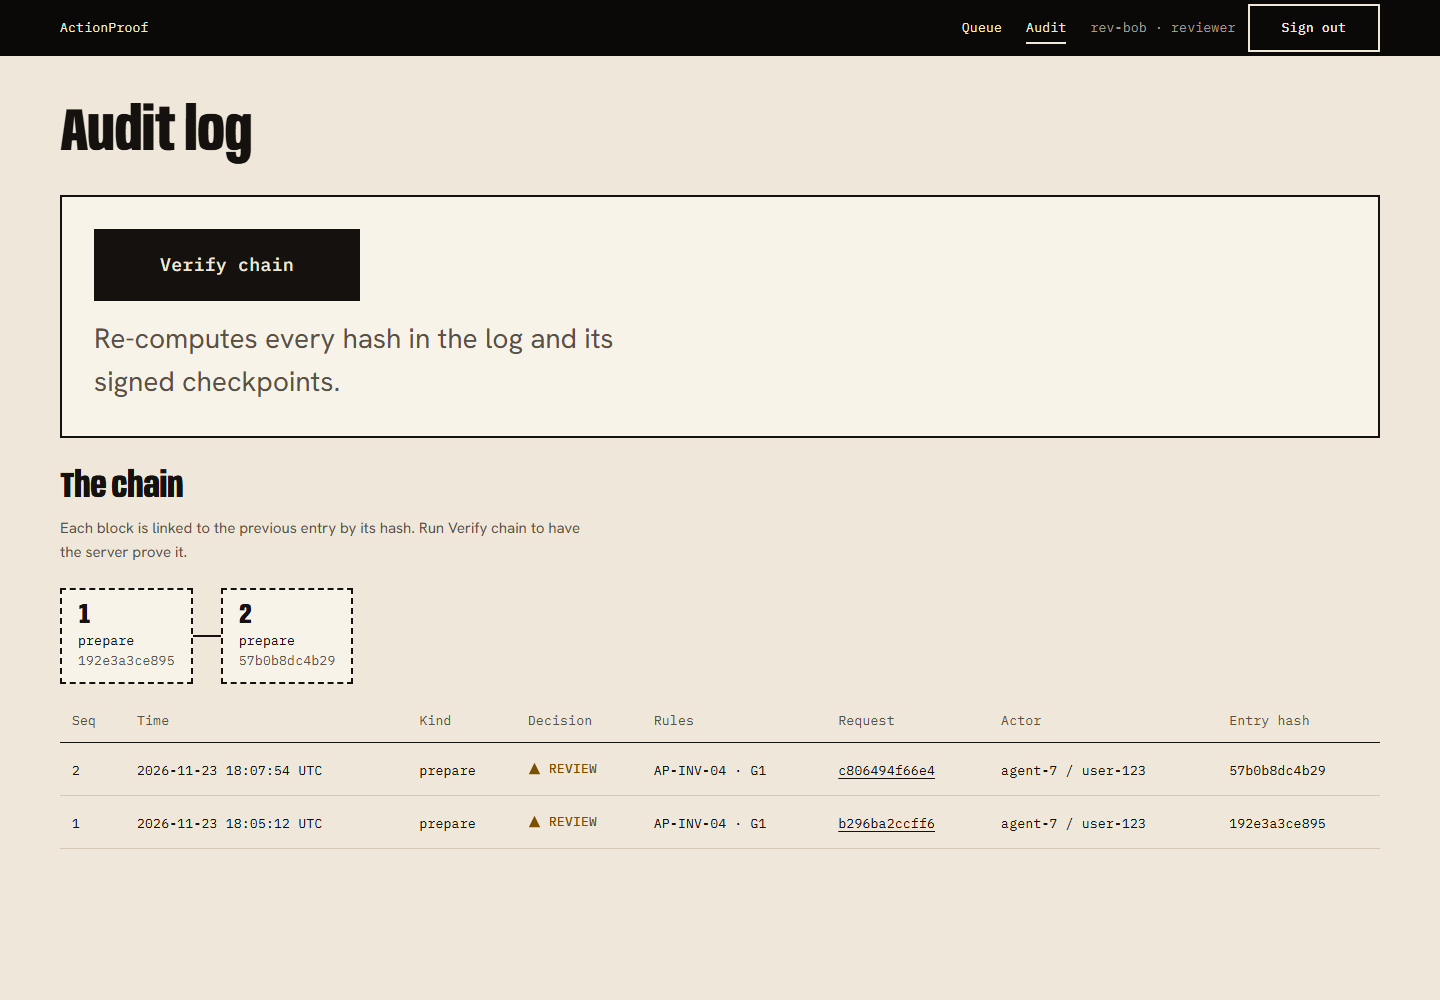 ActionProof
Queue Audit rev-bob · reviewer Sign out
Audit log
Verify chain
Re-computes every hash in the log and its
signed checkpoints.
The chain
Each block is linked to the previous entry by its hash. Run Verify chain to have
the server prove it.
1
prepare
192e3a3ce895
2
prepare
57b0b8dc4b29
Seq Time Kind Decision Rules Request Actor Entry hash
2 2026-11-23 18:07:54 UTC prepare ▲ REVIEW AP-INV-04 · G1 c806494f66e4 agent-7 / user-123 57b0b8dc4b29
1 2026-11-23 18:05:12 UTC prepare ▲ REVIEW AP-INV-04 · G1 b296ba2ccff6 agent-7 / user-123 192e3a3ce895